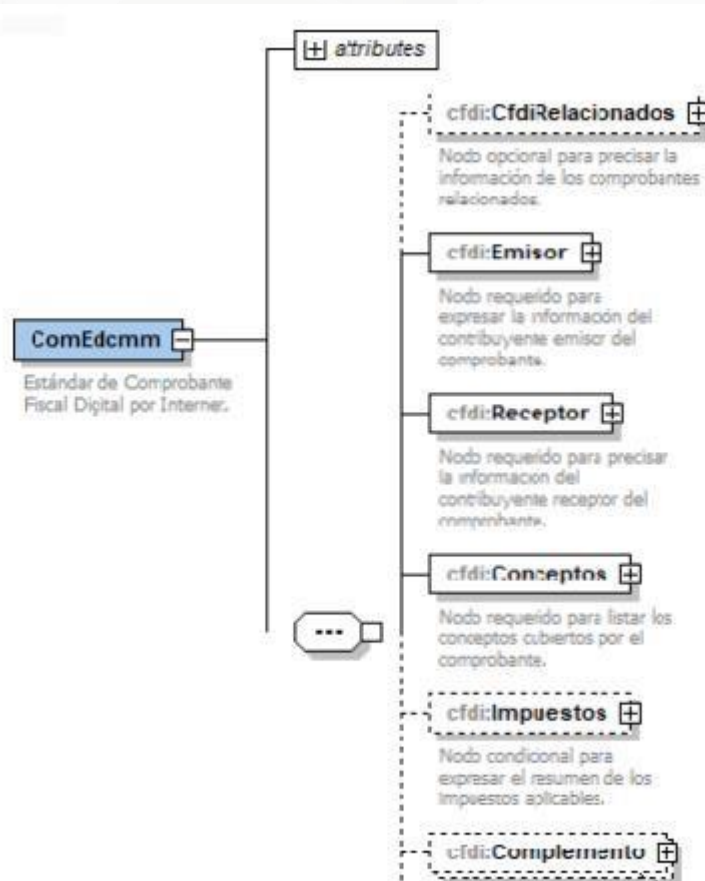 attributes
cfdi:CfdiRelacionados
Nodo opcional para precisar la
información de los comprobantes
relacionados.
cfdi:Emisor
Nodo requerido para
expresar la información del
contribuyente emisor del
comprobante.
ComEdcmm
Estándar de Comprobante
Fiscal Digital por Internet.
cfdi:Receptor
Nodo requerido para precisar
la información del
contribuyente receptor del
comprobante.
cfdi:Conceptos
Nodo requerido para listar los
conceptos cubiertos por el
comprobante.
cfdi:Impuestos
Nodo condicional para
expresar el resumen de los
impuestos aplicables.
cfdi:Complemento